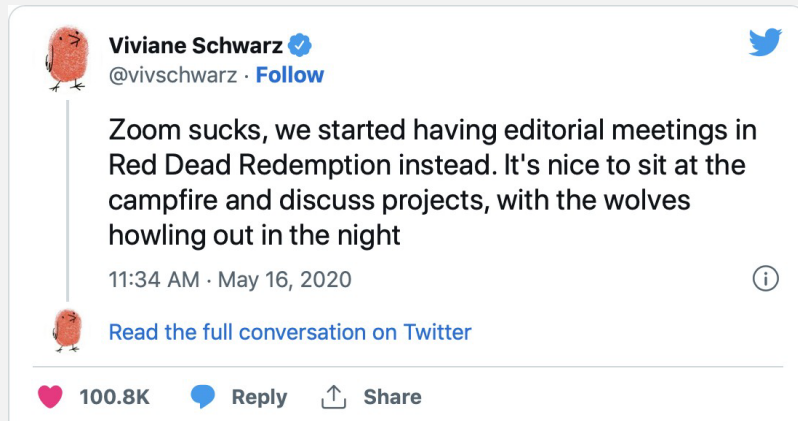 Viviane Schwarz
@vivschwarz · Follow
Zoom sucks, we started having editorial meetings in
Red Dead Redemption instead. It's nice to sit at the
campfire and discuss projects, with the wolves
howling out in the night
11:34 AM · May 16, 2020
Read the full conversation on Twitter
100.8K Reply Share